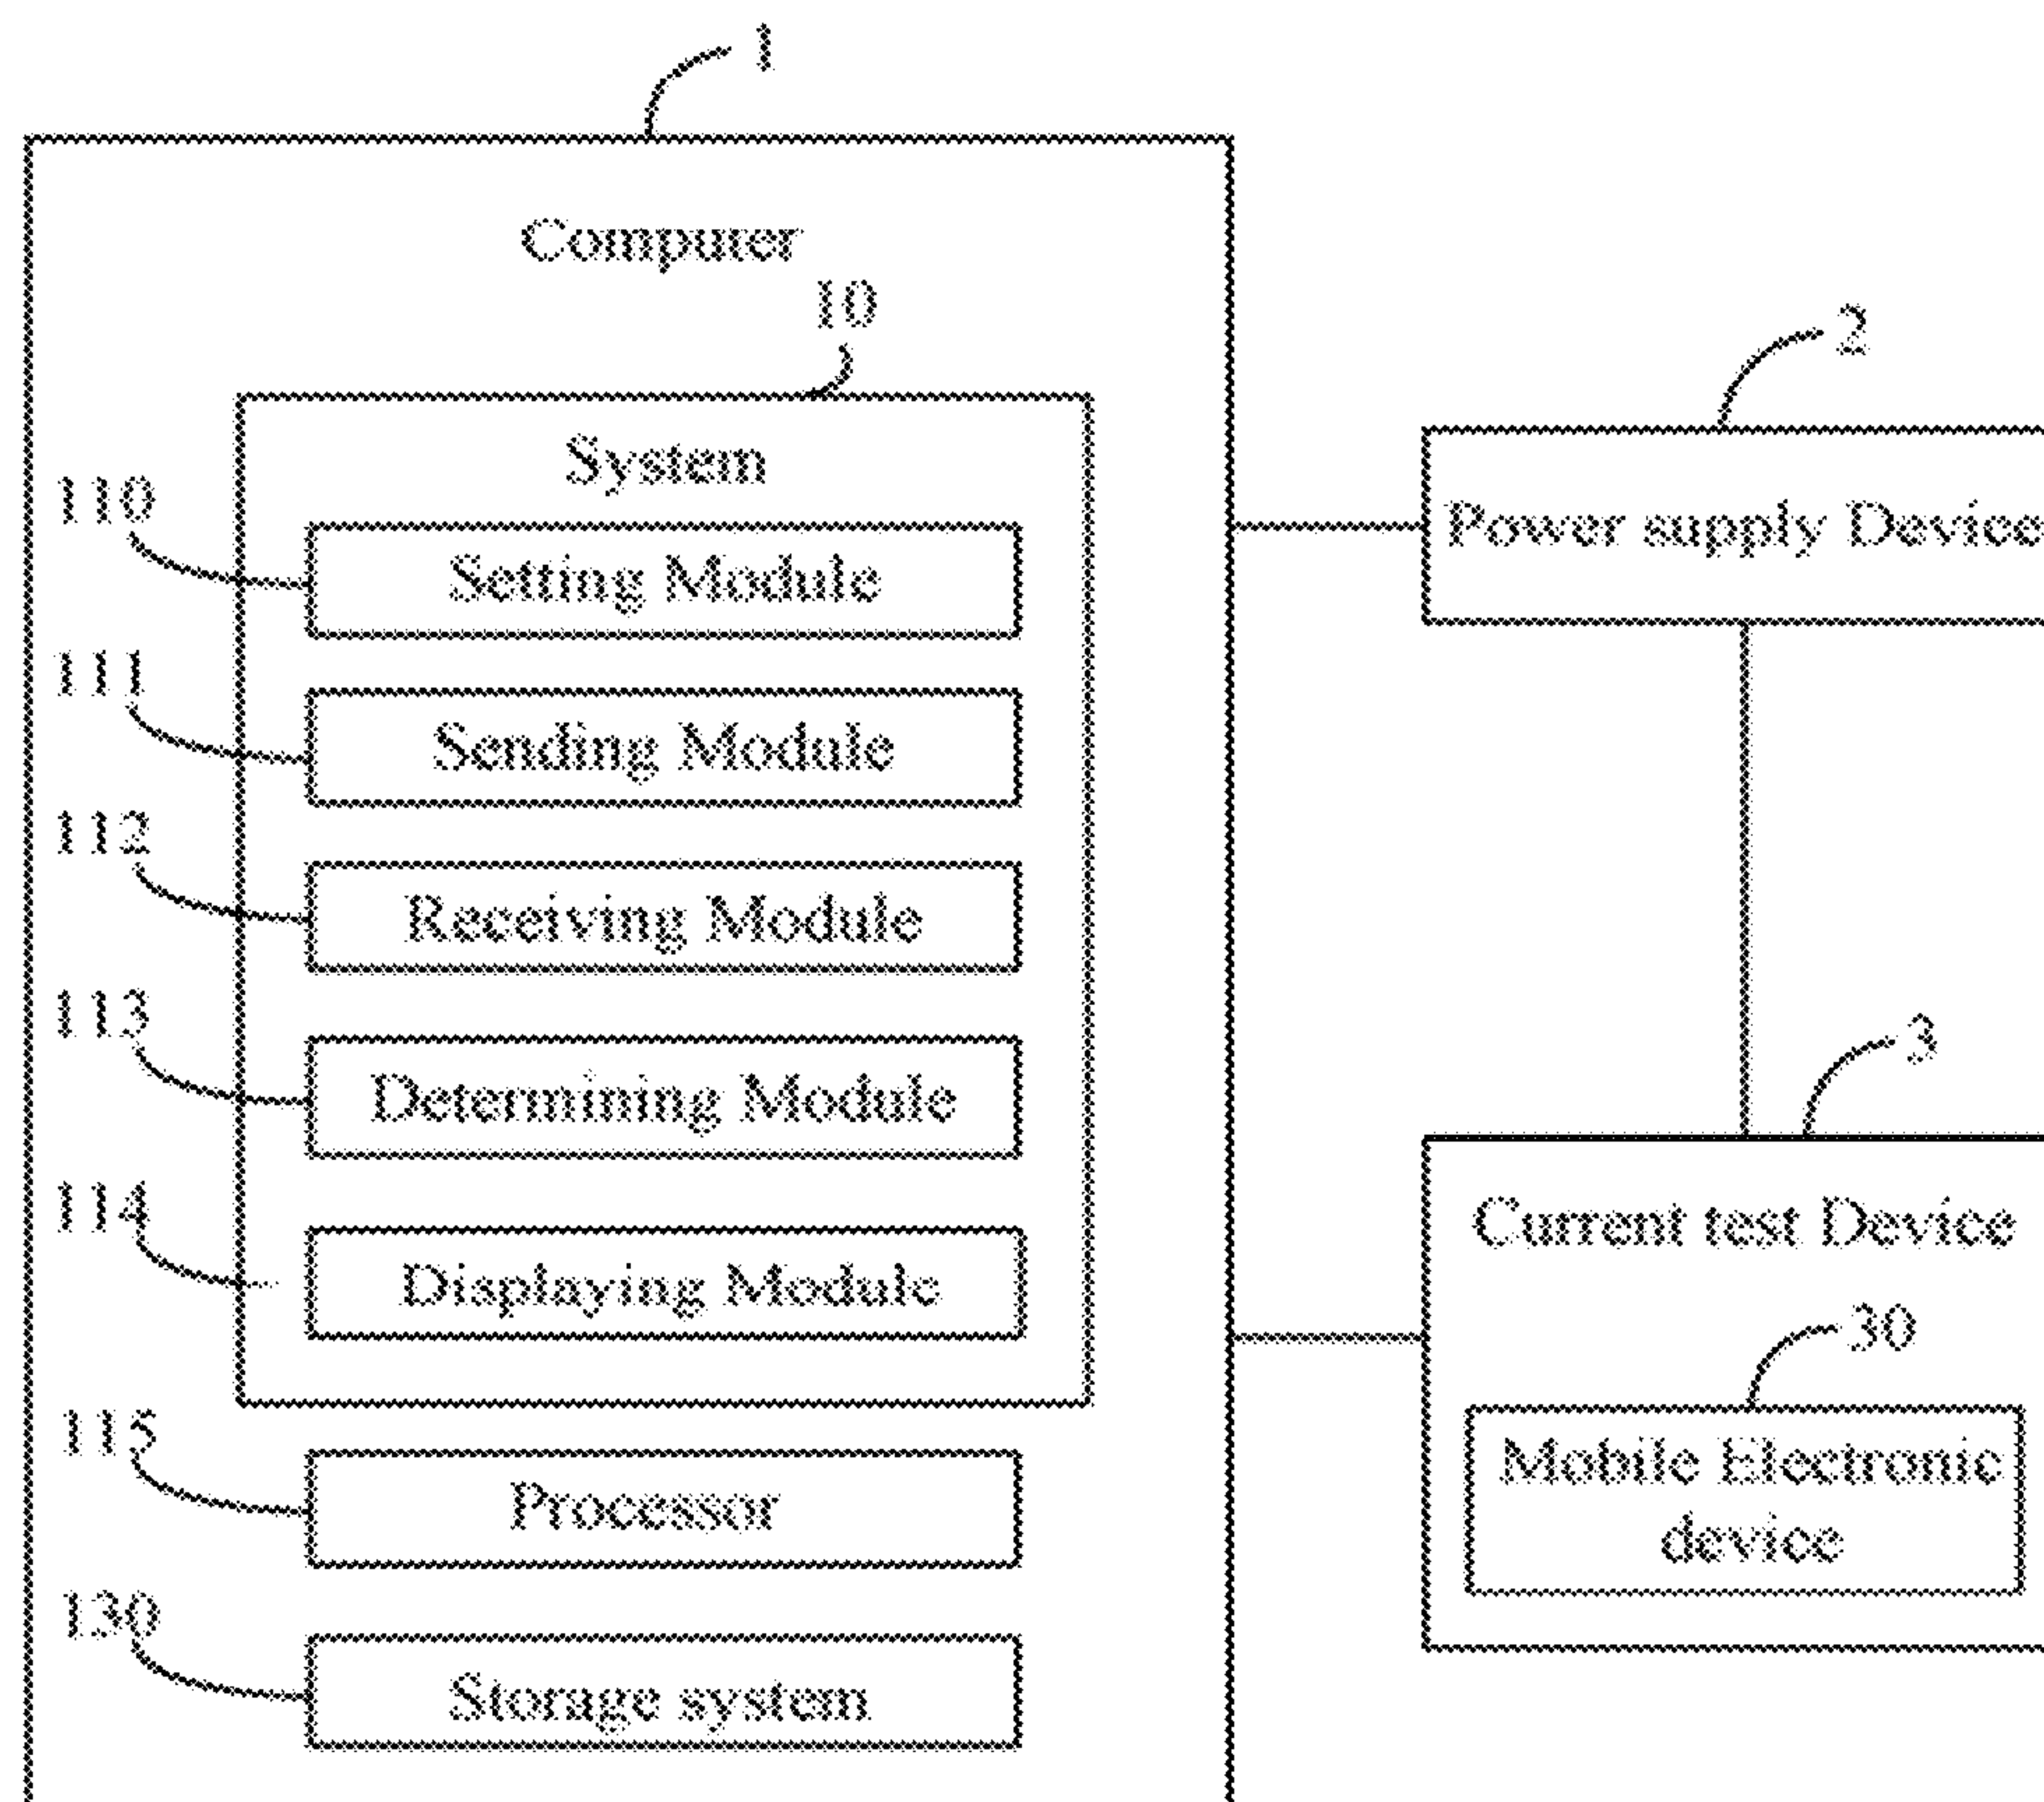 1
Computer
10
System
110
Setting Module
111
Sending Module
112
Receiving Module
113
Determining Module
114
Displaying Module
115
Processor
130
Storage system
2
Power supply Device
3
Current test Device
30
Mobile Electronic
device